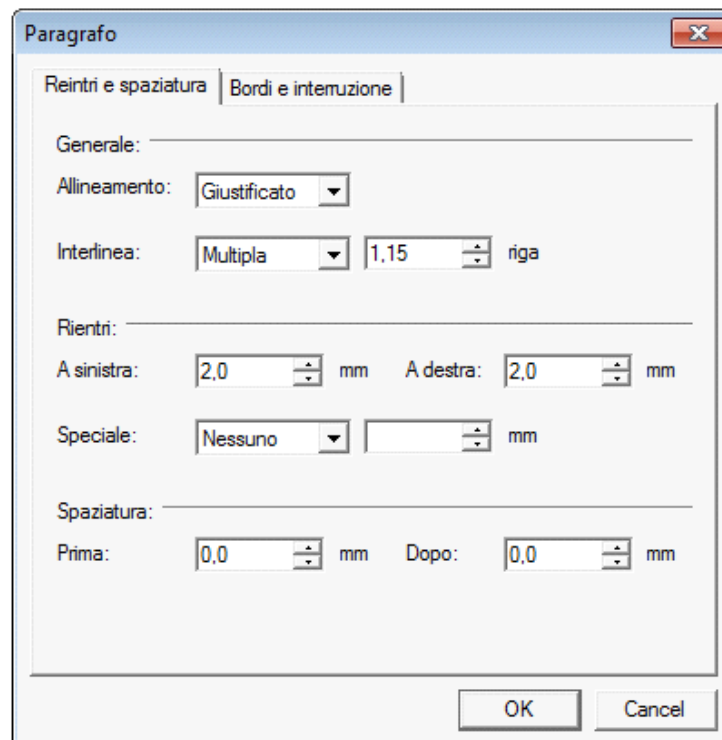 Paragrafo
Reintri e spaziatura Bordi e interruzione
Generale:
Allineamento: Giustificato
Interlinea: Multipla 1,15 riga
Rientri:
A sinistra: 2,0 mm A destra: 2,0 mm
Speciale: Nessuno mm
Spaziatura:
Prima: 0,0 mm Dopo: 0,0 mm
OK Cancel